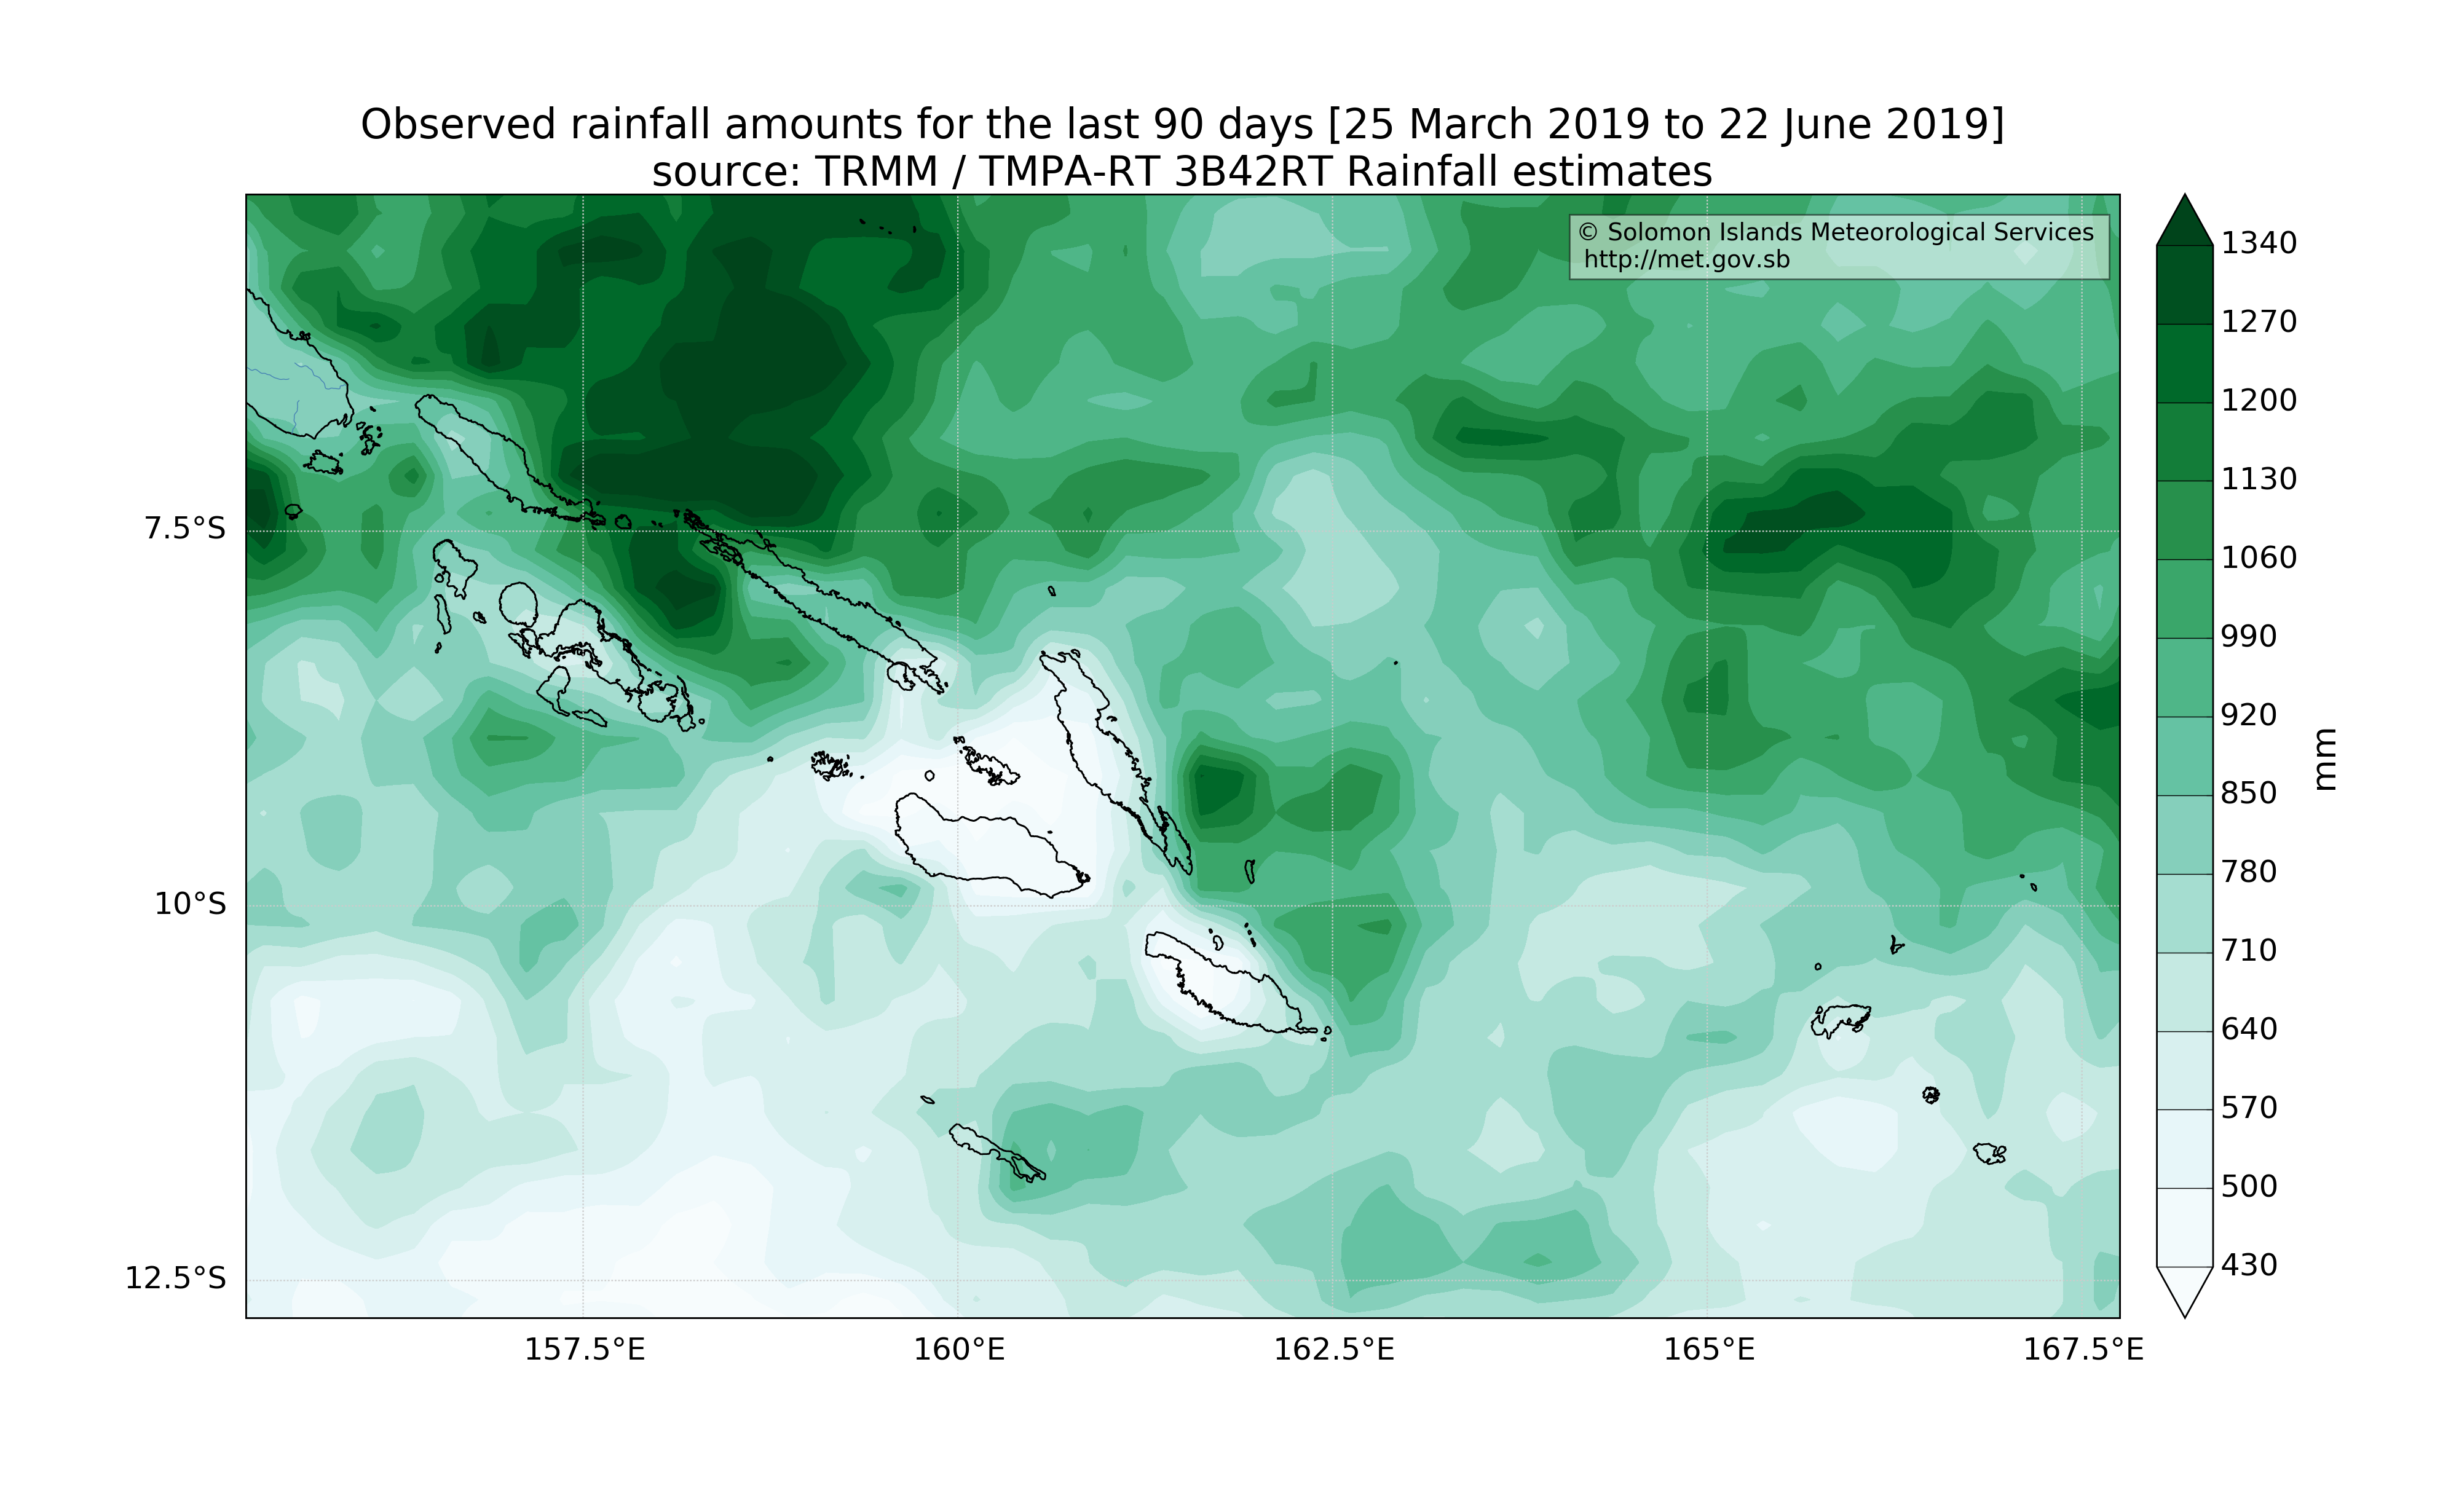 Observed rainfall amounts for the last 90 days [25 March 2019 to 22 June 2019]
source: TRMM / TMPA-RT 3B42RT Rainfall estimates
© Solomon Islands Meteorological Services
http://met.gov.sb
7.5°S
10°S
12.5°S
157.5°E
160°E
162.5°E
165°E
167.5°E
1340
1270
1200
1130
1060
990
920
850
780
710
640
570
500
430
mm